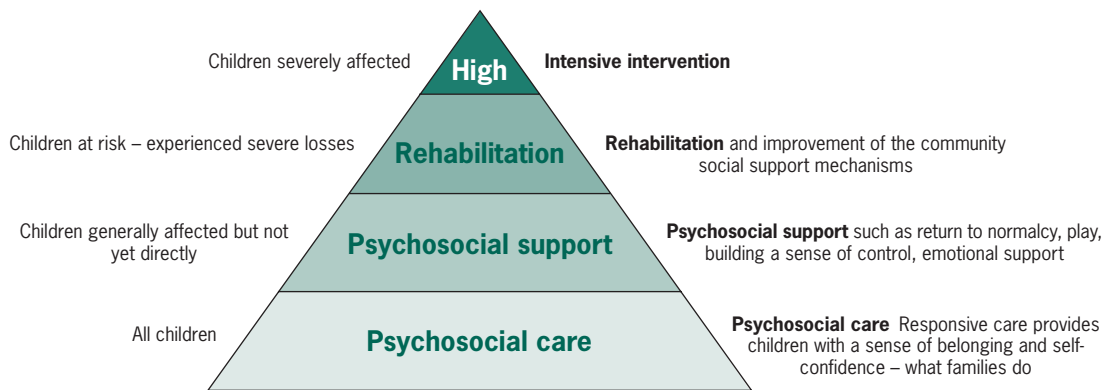 Children severely affected
High
Intensive intervention
Children at risk – experienced severe losses
Rehabilitation
Rehabilitation and improvement of the community
social support mechanisms
Children generally affected but not
yet directly
Psychosocial support
Psychosocial support such as return to normalcy, play,
building a sense of control, emotional support
All children
Psychosocial care
Psychosocial care Responsive care provides
children with a sense of belonging and self-
confidence – what families do